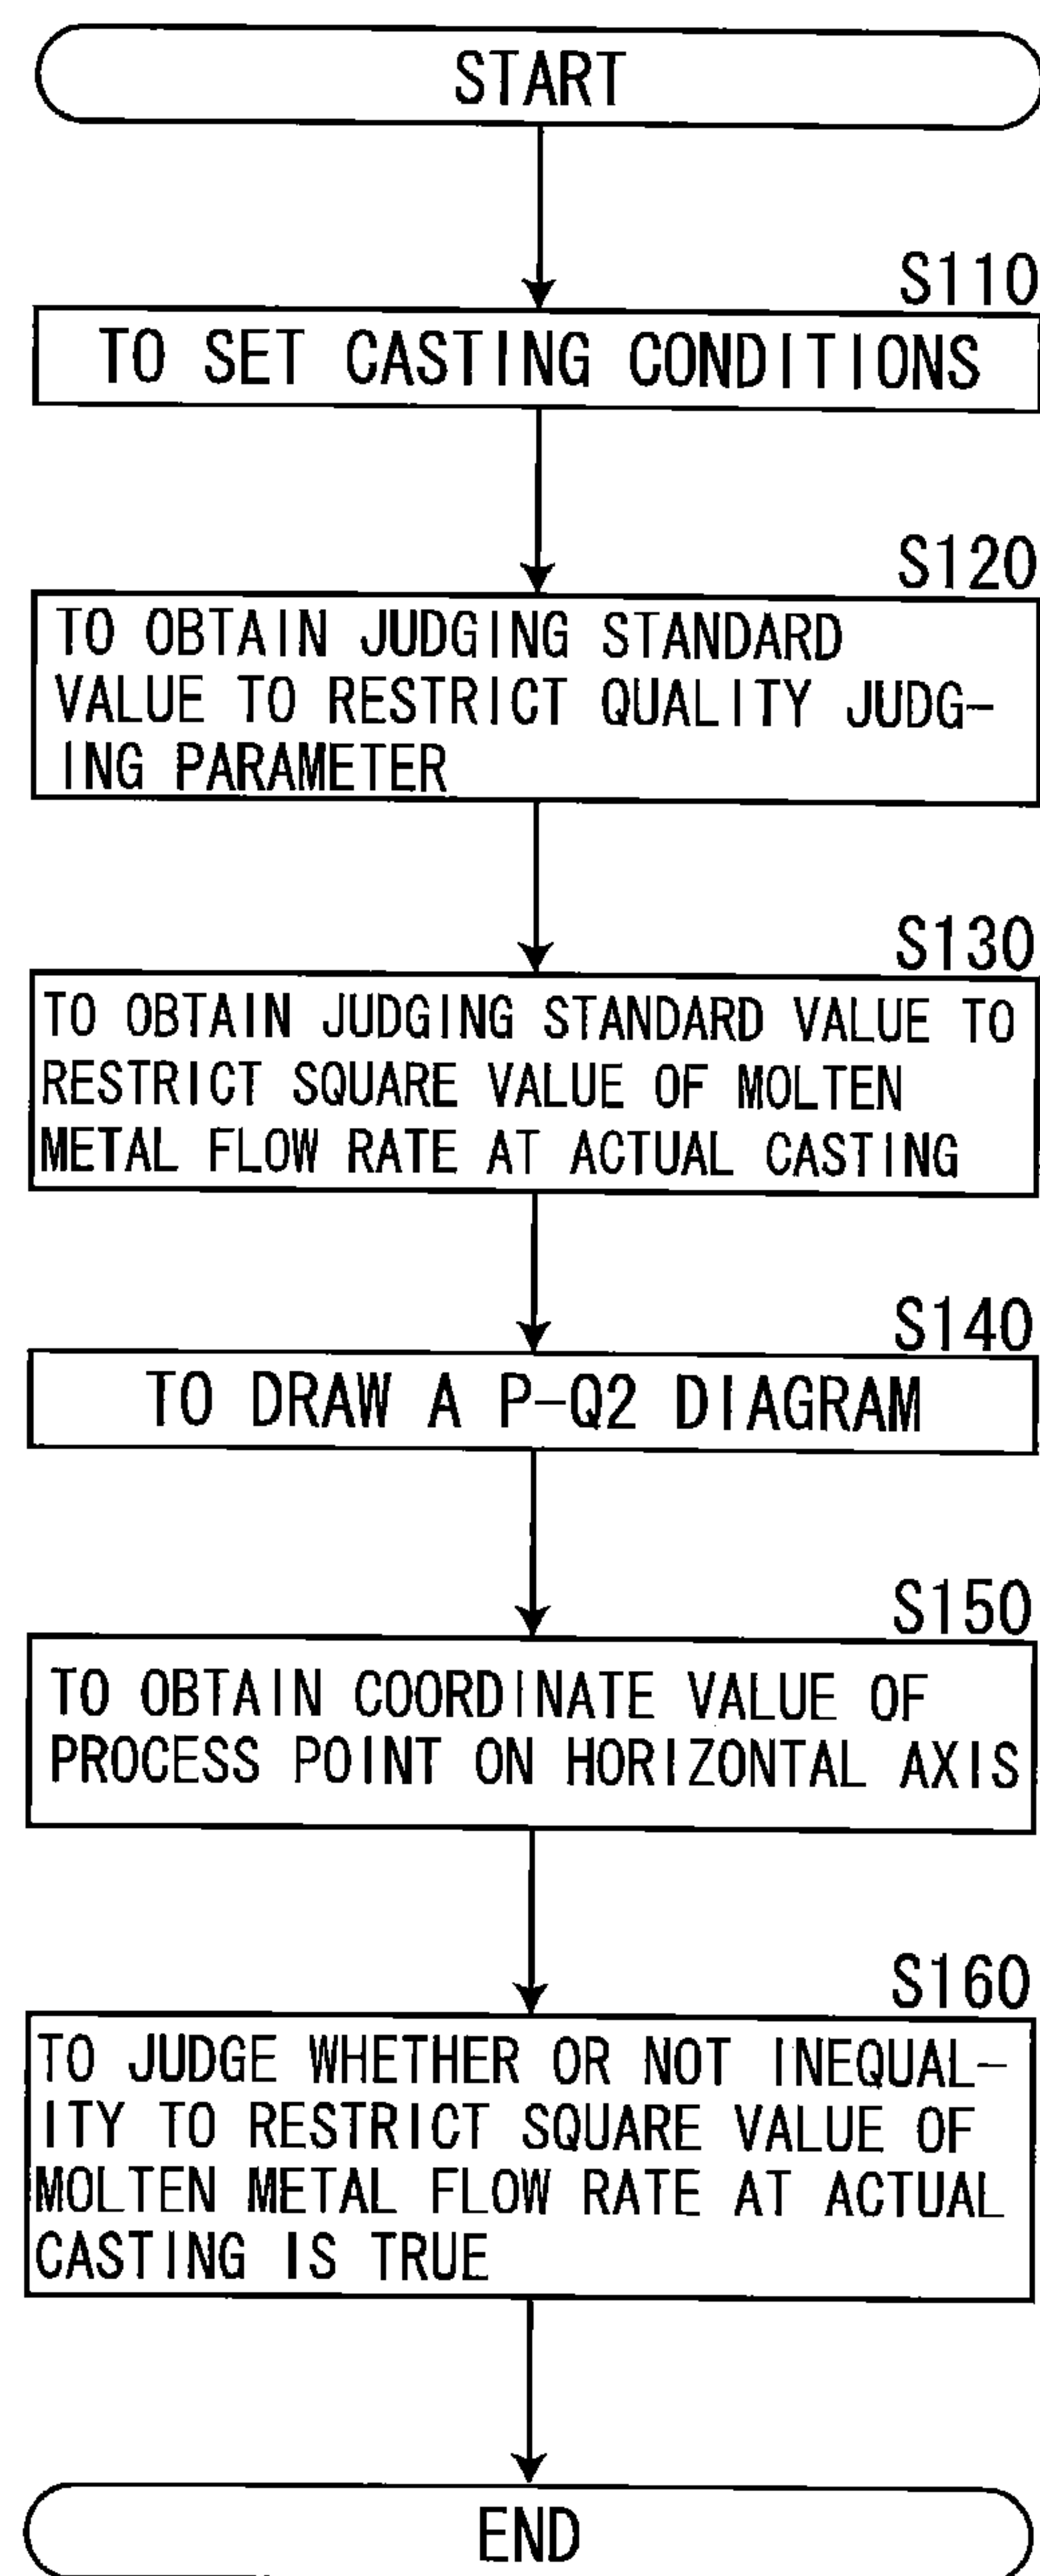 START
S110
TO SET CASTING CONDITIONS
S120
TO OBTAIN JUDGING STANDARD
VALUE TO RESTRICT QUALITY JUDG-
ING PARAMETER
S130
TO OBTAIN JUDGING STANDARD VALUE TO
RESTRICT SQUARE VALUE OF MOLTEN
METAL FLOW RATE AT ACTUAL CASTING
S140
TO DRAW A P-Q2 DIAGRAM
S150
TO OBTAIN COORDINATE VALUE OF
PROCESS POINT ON HORIZONTAL AXIS
S160
TO JUDGE WHETHER OR NOT INEQUAL-
ITY TO RESTRICT SQUARE VALUE OF
MOLTEN METAL FLOW RATE AT ACTUAL
CASTING IS TRUE
END